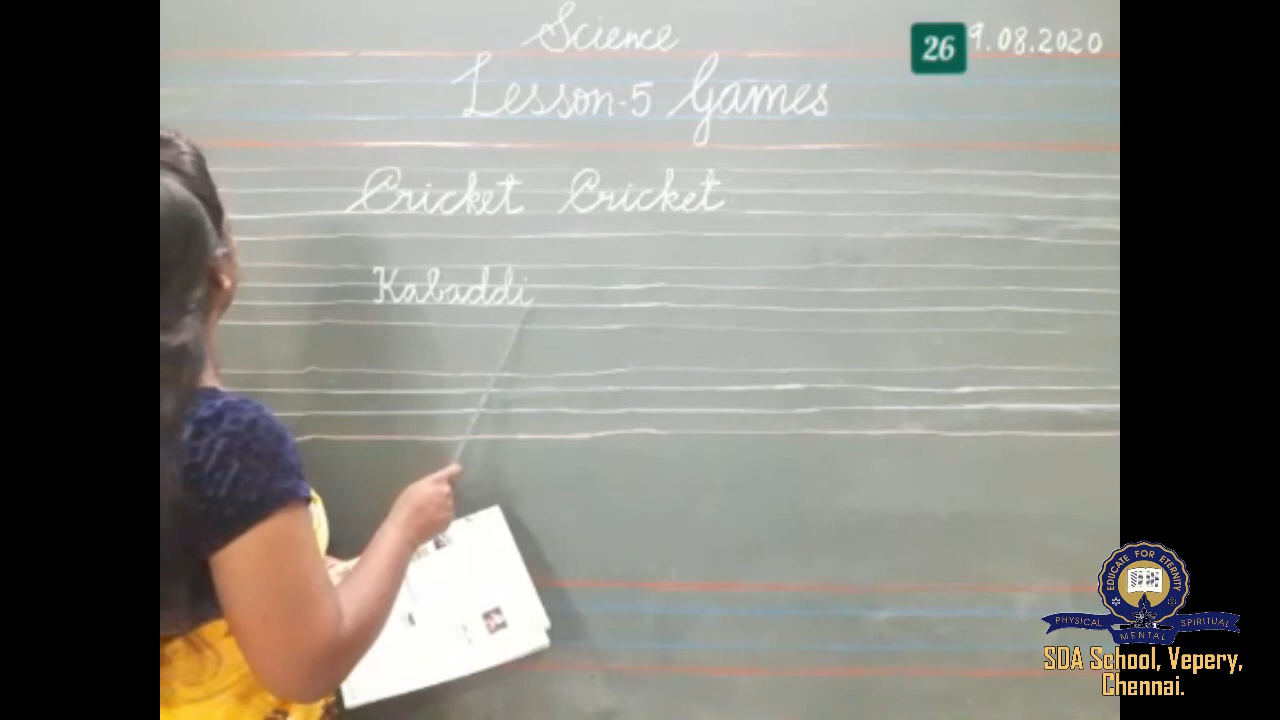 Science
26 9.08.2020
Lesson-5 Games
Cricket Cricket.
Kabaddi
EDUCATE FOR ETERNITY
PHYSICAL MENTAL SPIRITUAL
SDA School, Vepery,
Chennai.